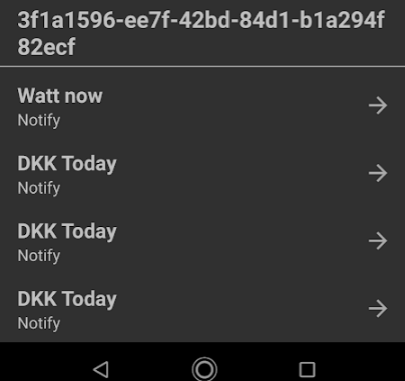 3f1a1596-ee7f-42bd-84d1-b1a294f
82ecf
Watt now
Notify
DKK Today
Notify
DKK Today
Notify
DKK Today
Notify